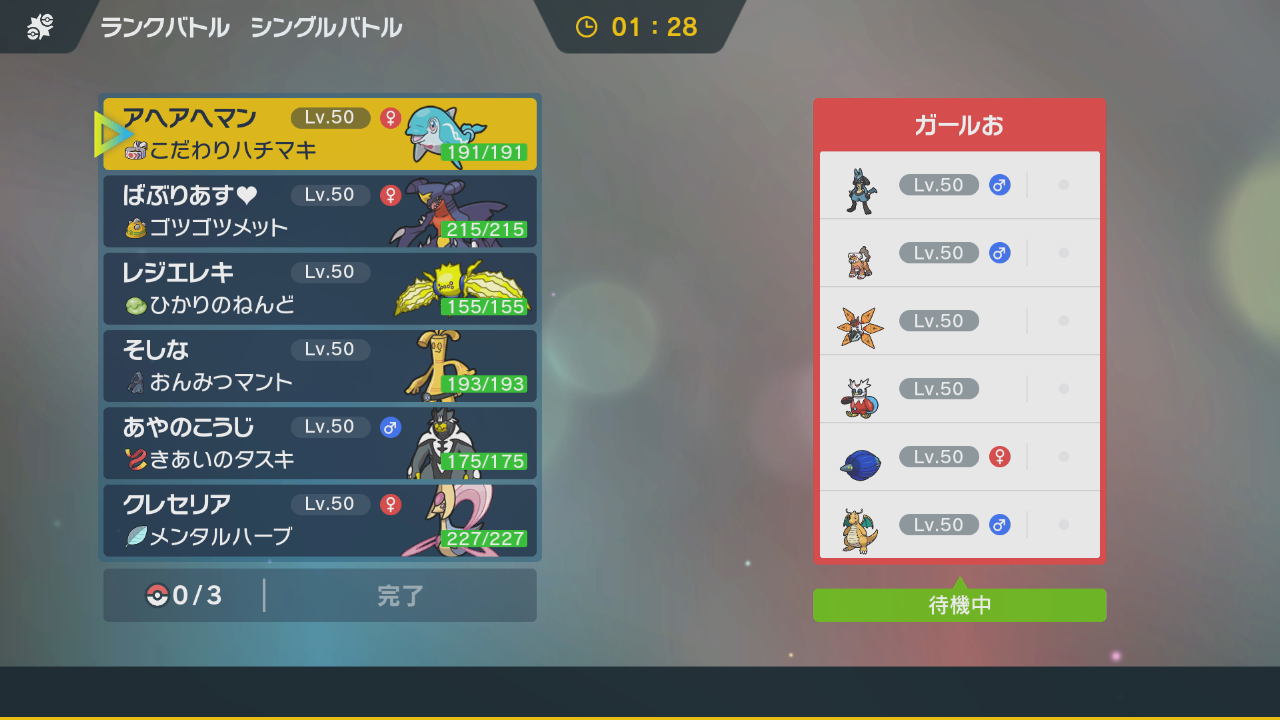 ランクバトル シングルバトル
01:28
アヘアヘマン Lv.50 ♀
こだわりハチマキ 191/191
ばぶりあす♥ Lv.50 ♀
ゴツゴツメット 215/215
レジエレキ Lv.50
ひかりのねんど 155/155
そしな Lv.50
おんみつマント 193/193
あやのこうじ Lv.50 ♂
きあいのタスキ 175/175
クレセリア Lv.50 ♀
メンタルハーブ 227/227
0/3 完了
ガールお
Lv.50 ♂
Lv.50 ♂
Lv.50
Lv.50
Lv.50 ♀
Lv.50 ♂
待機中